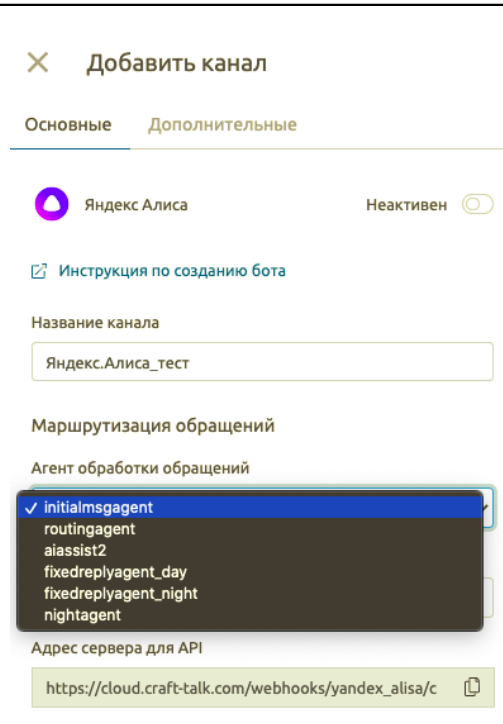 Добавить канал
Основные Дополнительные
Яндекс Алиса Неактивен
Инструкция по созданию бота
Название канала
Яндекс.Алиса_тест
Маршрутизация обращений
Агент обработки обращений
initialmsgagent
routingagent
aiassist2
fixedreplyagent_day
fixedreplyagent_night
nightagent
Адрес сервера для API
https://cloud.craft-talk.com/webhooks/yandex_alisa/c